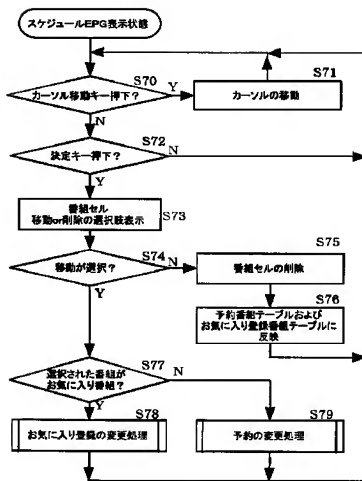 スケジュールEPG表示状態
S70
カーソル移動キー押下？
Y
S71
カーソルの移動
N
S72
決定キー押下？
N
Y
番組セル
移動or削除の選択肢表示
S73
S74
移動が選択？
N
Y
S75
番組セルの削除
S76
予約番組テーブルおよび
お気に入り登録番組テーブルに
反映
S77
選択された番組が
お気に入り番組？
N
Y
S78
お気に入り登録の変更処理
S79
予約の変更処理